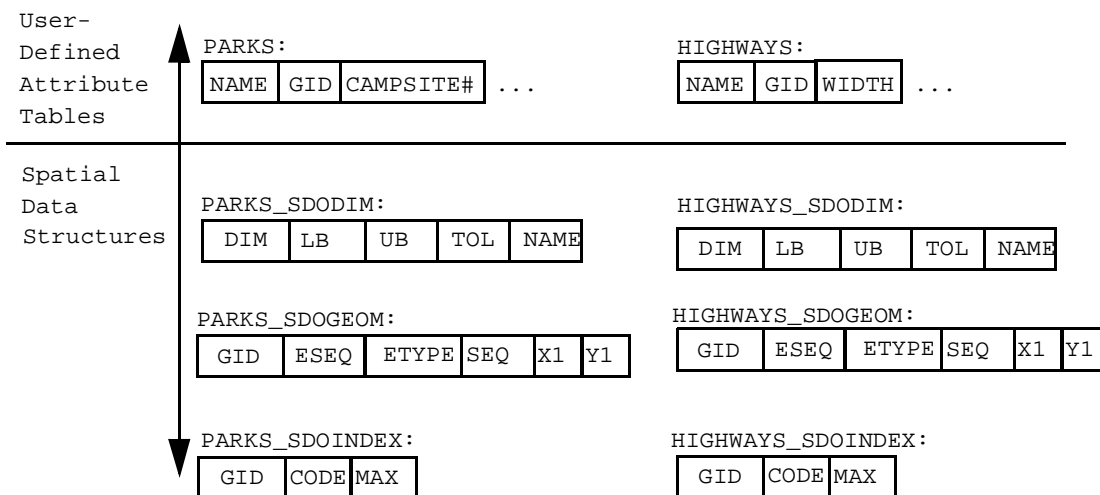 User-
Defined
Attribute
Tables
PARKS:
NAME GID CAMPSITE# ...
HIGHWAYS:
NAME GID WIDTH ...
Spatial
Data
Structures
PARKS_SDODIM:
DIM LB UB TOL NAME
HIGHWAYS_SDODIM:
DIM LB UB TOL NAME
PARKS_SDOGEOM:
GID ESEQ ETYPE SEQ X1 Y1
HIGHWAYS_SDOGEOM:
GID ESEQ ETYPE SEQ X1 Y1
PARKS_SDOINDEX:
GID CODE MAX
HIGHWAYS_SDOINDEX:
GID CODE MAX